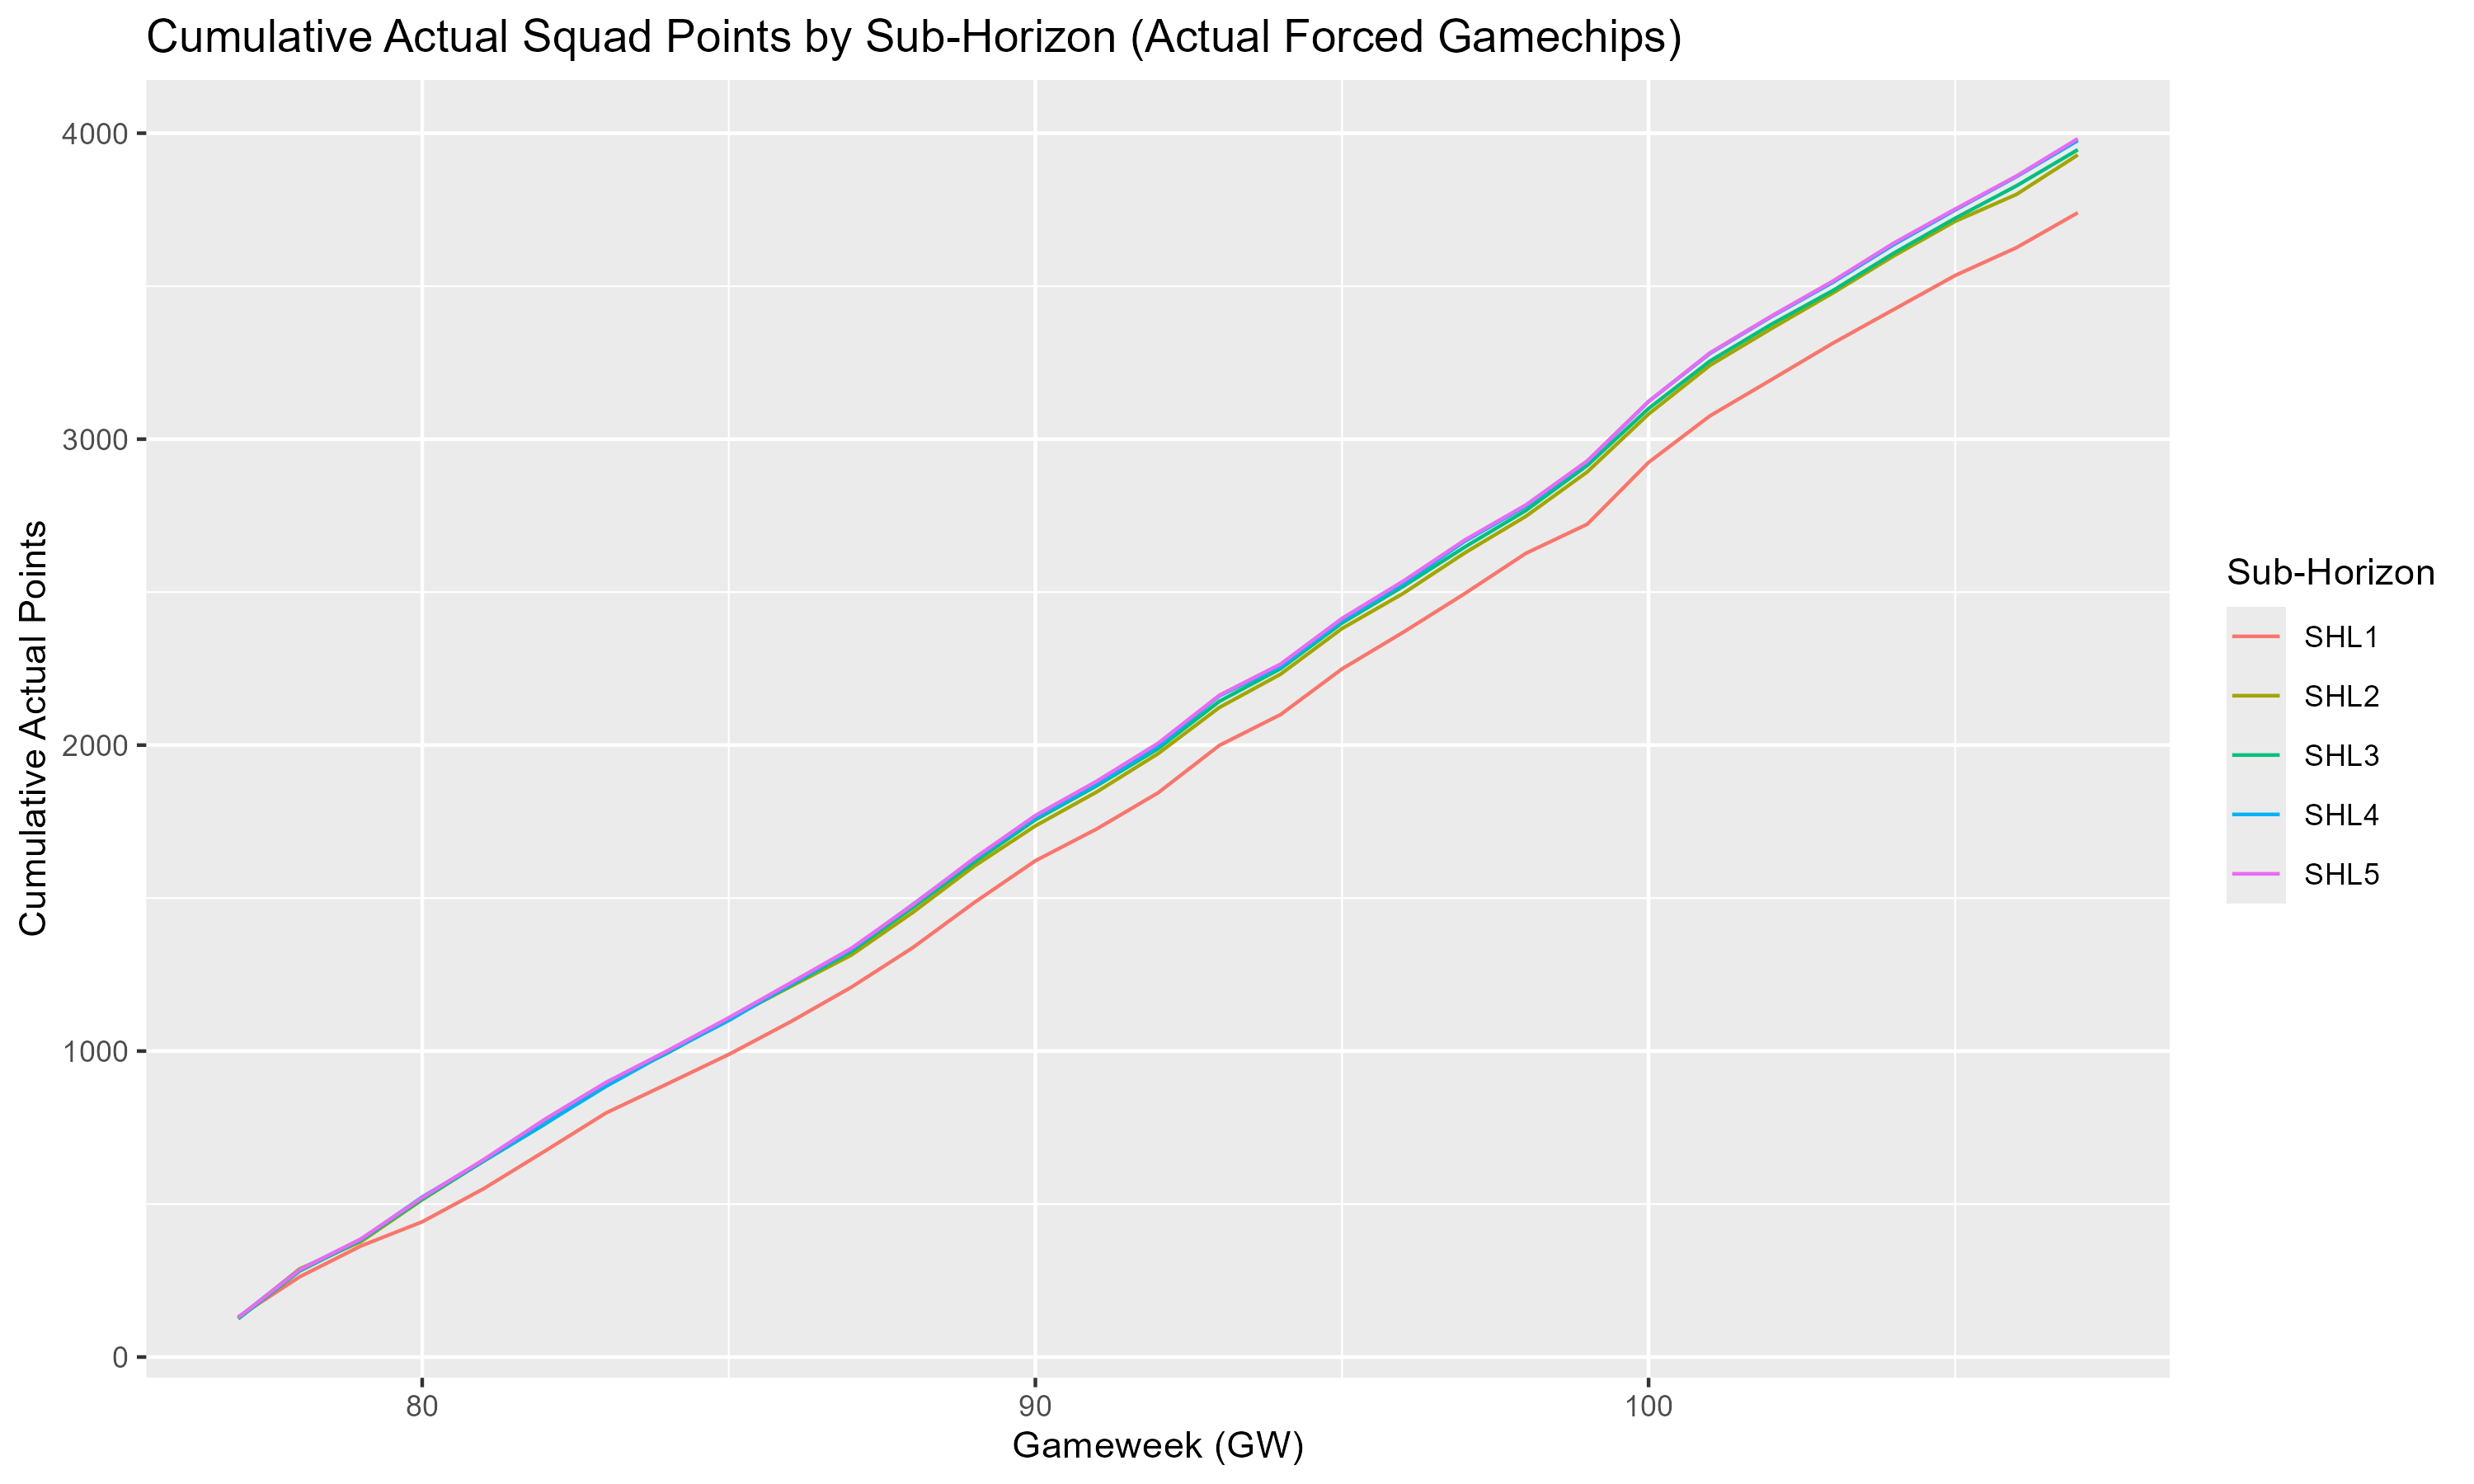 Cumulative Actual Squad Points by Sub-Horizon (Actual Forced Gamechips)
Cumulative Actual Points
4000
3000
2000
1000
0
80
90
100
Gameweek (GW)
Sub-Horizon
SHL1
SHL2
SHL3
SHL4
SHL5